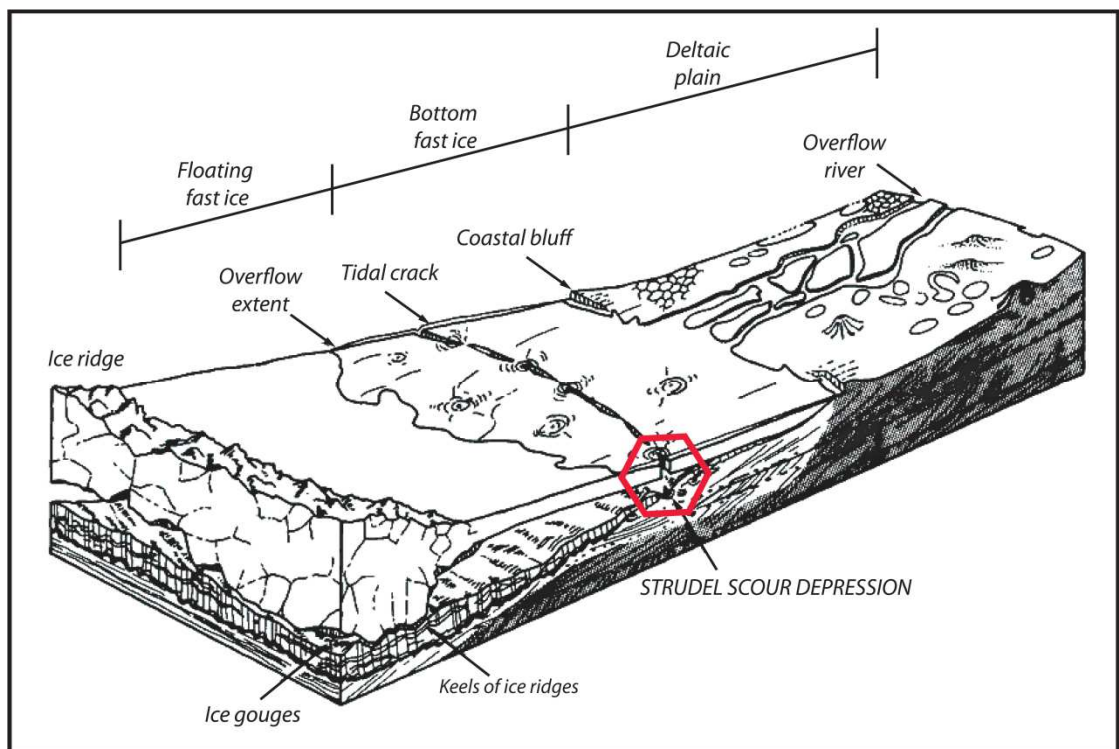 Deltaic
plain
Bottom
fast ice
Floating
fast ice
Overflow
river
Coastal bluff
Tidal crack
Overflow
extent
Ice ridge
STRUDEL SCOUR DEPRESSION
Keels of ice ridges
Ice gouges